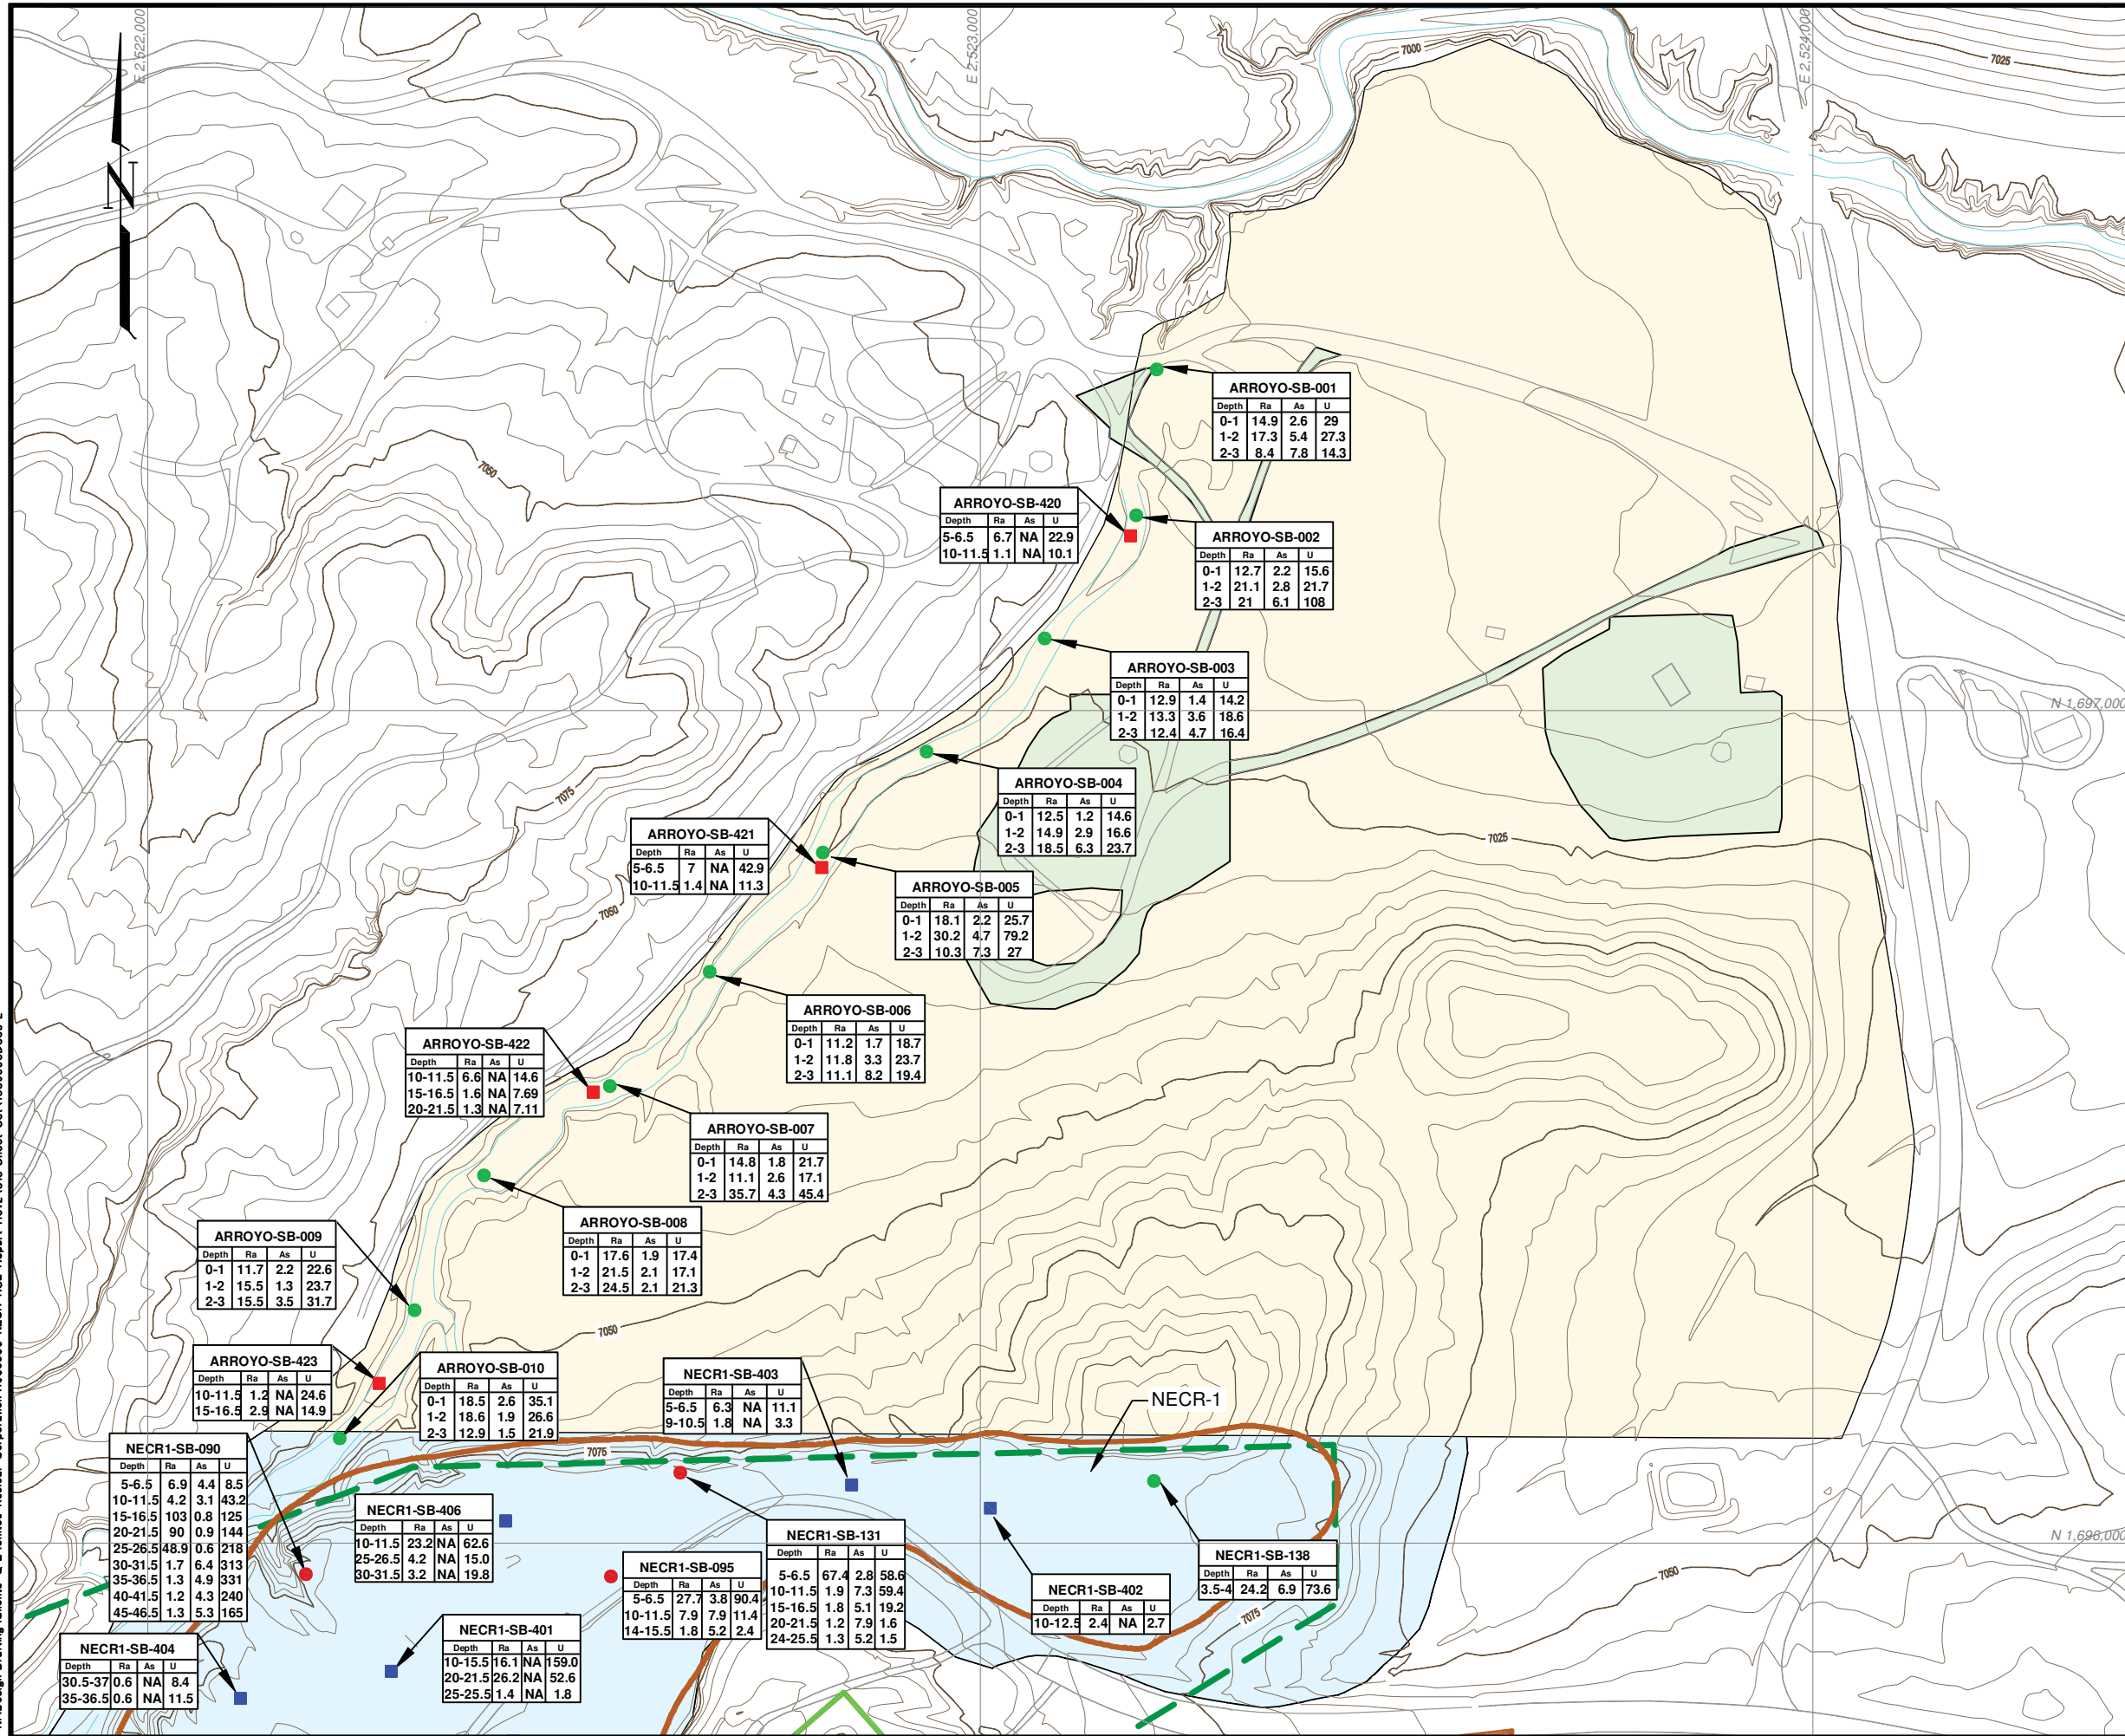 E 2,522,000
E 2,523,000
E 2,524,000
7000
7025
N
ARROYO-SB-001
Depth Ra As U
0-1 14.9 2.6 29
1-2 17.3 5.4 27.3
2-3 8.4 7.8 14.3
7050
ARROYO-SB-420
Depth Ra As U
5-6.5 6.7 NA 22.9
10-11.5 1.1 NA 10.1
ARROYO-SB-002
Depth Ra As U
0-1 12.7 2.2 15.6
1-2 21.1 2.8 21.7
2-3 21 6.1 108
ARROYO-SB-003
Depth Ra As U
0-1 12.9 1.4 14.2
1-2 13.3 3.6 18.6
2-3 12.4 4.7 16.4
N 1,697,000
7075
ARROYO-SB-004
Depth Ra As U
0-1 12.5 1.2 14.6
1-2 14.9 2.9 16.6
2-3 18.5 6.3 23.7
7025
ARROYO-SB-421
Depth Ra As U
5-6.5 7 NA 42.9
10-11.5 1.4 NA 11.3
7050
ARROYO-SB-005
Depth Ra As U
0-1 18.1 2.2 25.7
1-2 30.2 4.7 79.2
2-3 10.3 7.3 27
ARROYO-SB-006
Depth Ra As U
0-1 11.2 1.7 18.7
1-2 11.8 3.3 23.7
2-3 11.1 8.2 19.4
ARROYO-SB-422
Depth Ra As U
10-11.5 6.6 NA 14.6
15-16.5 1.6 NA 7.69
20-21.5 1.3 NA 7.11
ARROYO-SB-007
Depth Ra As U
0-1 14.8 1.8 21.7
1-2 11.1 2.6 17.1
2-3 35.7 4.3 45.4
ARROYO-SB-008
Depth Ra As U
0-1 17.6 1.9 17.4
1-2 21.5 2.1 17.1
2-3 24.5 2.1 21.3
ARROYO-SB-009
Depth Ra As U
0-1 11.7 2.2 22.6
1-2 15.5 1.3 23.7
2-3 15.5 3.5 31.7
7050
ARROYO-SB-423
Depth Ra As U
10-11.5 1.2 NA 24.6
15-16.5 2.9 NA 14.9
ARROYO-SB-010
Depth Ra As U
0-1 18.5 2.6 35.1
1-2 18.6 1.9 26.6
2-3 12.9 1.5 21.9
NECR1-SB-403
Depth Ra As U
5-6.5 6.3 NA 11.1
9-10.5 1.8 NA 3.3
NECR-1
7075
NECR1-SB-090
Depth Ra As U
5-6.5 6.9 4.4 8.5
10-11.5 4.2 3.1 43.2
15-16.5 103 0.8 125
20-21.5 90 0.9 144
25-26.5 48.9 0.6 218
30-31.5 1.7 6.4 313
35-36.5 1.3 4.9 331
40-41.5 1.2 4.3 240
45-46.5 1.3 5.3 165
NECR1-SB-406
Depth Ra As U
10-11.5 23.2 NA 62.6
25-26.5 4.2 NA 15.0
30-31.5 3.2 NA 19.8
NECR1-SB-131
Depth Ra As U
5-6.5 67.4 2.8 58.6
10-11.5 1.9 7.3 59.4
15-16.5 1.8 5.1 19.2
20-21.5 1.2 7.9 1.6
24-25.5 1.3 5.2 1.5
N 1,696,000
NECR1-SB-138
Depth Ra As U
3.5-4 24.2 6.9 73.6
NECR1-SB-095
Depth Ra As U
5-6.5 27.7 3.8 90.4
10-11.5 7.9 7.9 11.4
14-15.5 1.8 5.2 2.4
7050
NECR1-SB-402
Depth Ra As U
10-12.5 2.4 NA 2.7
7075
NECR1-SB-401
Depth Ra As U
10-15.5 16.1 NA 159.0
20-21.5 26.2 NA 52.6
25-25.5 1.4 NA 1.8
NECR1-SB-404
Depth Ra As U
30.5-37 0.6 NA 8.4
35-36.5 0.6 NA 11.5